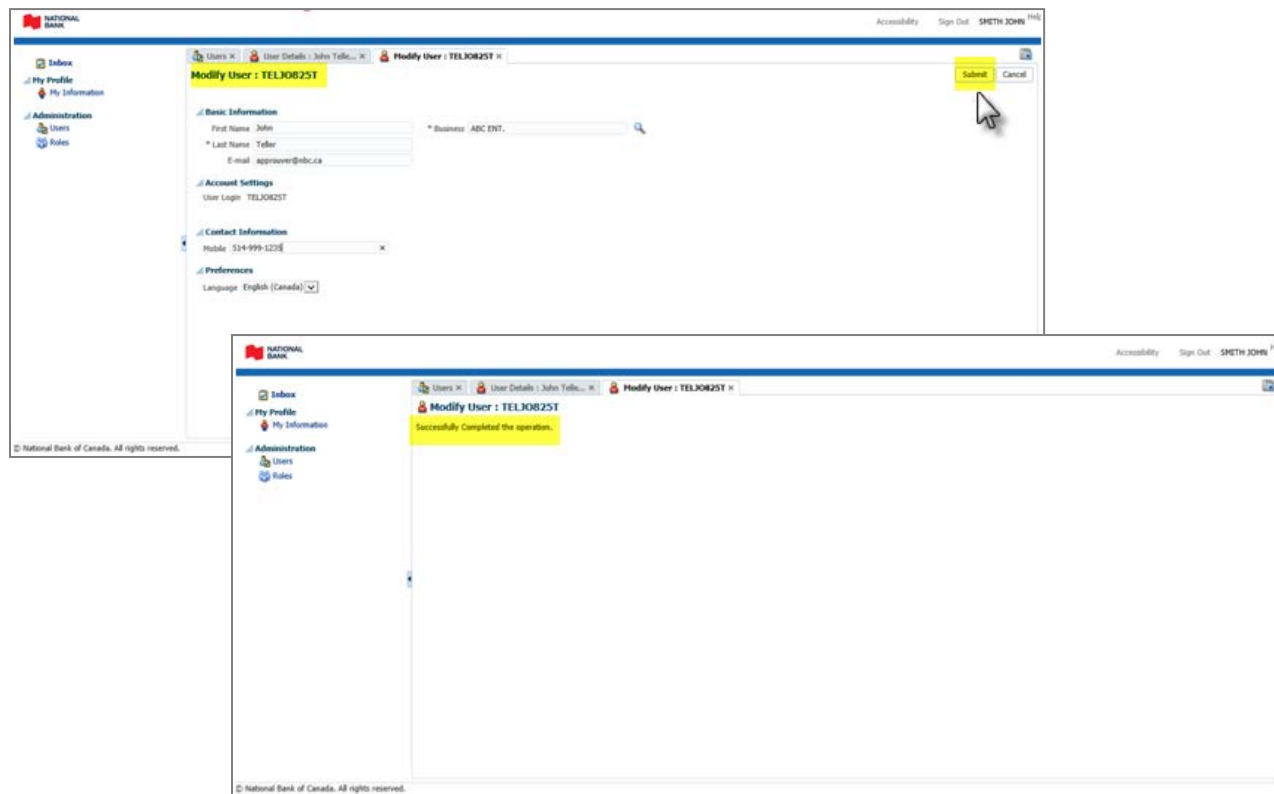 NATIONAL
BANK
Accessibility Sign Out SMITH JOHN Help
Inbox
My Profile
My Information
Administration
Users
Roles
Users × User Details : John Telle... × Modify User : TELJO825T ×
Modify User : TELJO825T
Submit Cancel
Basic Information
First Name John * Business ABC ENT.
* Last Name Teller
E-mail approuver@nbc.ca
Account Settings
User Login TELJO825T
Contact Information
Mobile 514-999-1235 ×
Preferences
Language English (Canada)
© National Bank of Canada. All rights reserved.
NATIONAL
BANK
Accessibility Sign Out SMITH JOHN
Inbox
My Profile
My Information
Administration
Users
Roles
Users × User Details : John Telle... × Modify User : TELJO825T ×
Modify User : TELJO825T
Successfully Completed the operation.
© National Bank of Canada. All rights reserved.